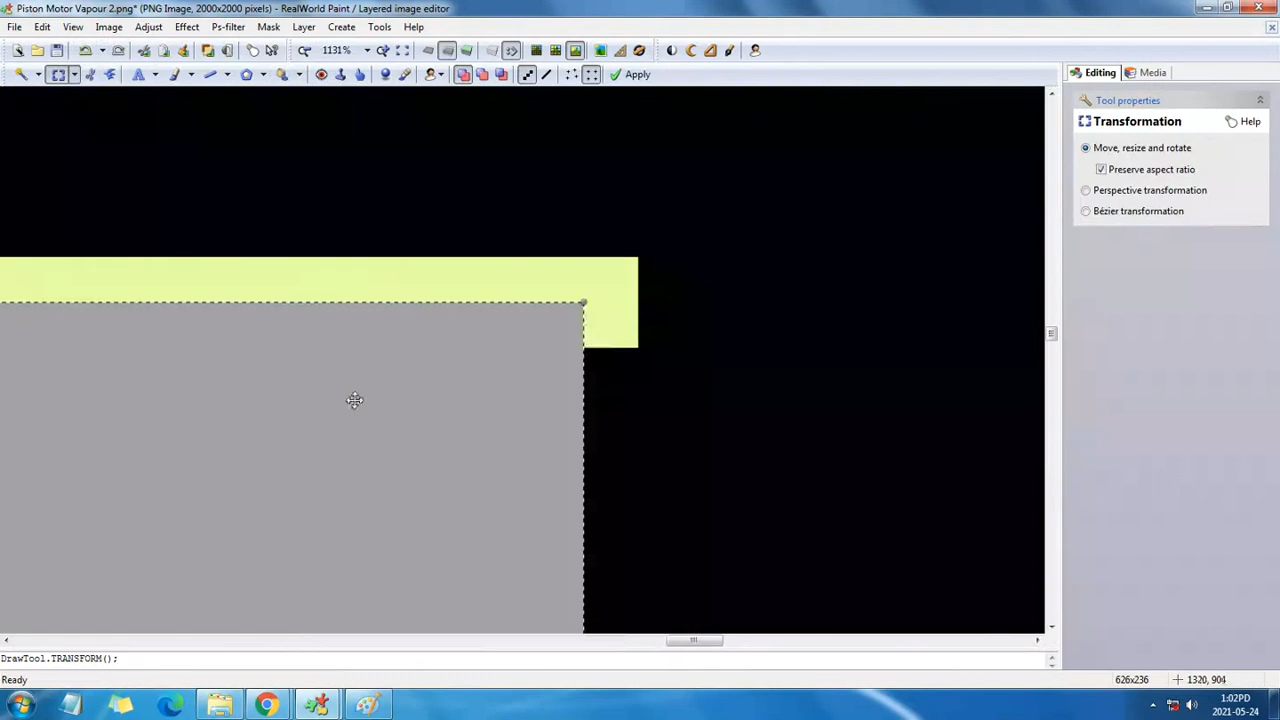 Piston Motor Vapour 2.png* (PNG Image, 2000x2000 pixels) - RealWorld Paint / Layered image editor
File Edit View Image Adjust Effect Ps-filter Mask Layer Create Tools Help
1131%
Apply
Editing Media
Tool properties
Transformation Help
Move, resize and rotate
Preserve aspect ratio
Perspective transformation
Bézier transformation
DrawTool.TRANSFORM();
Ready 626x236 1320, 904
1:02PD
2021-05-24